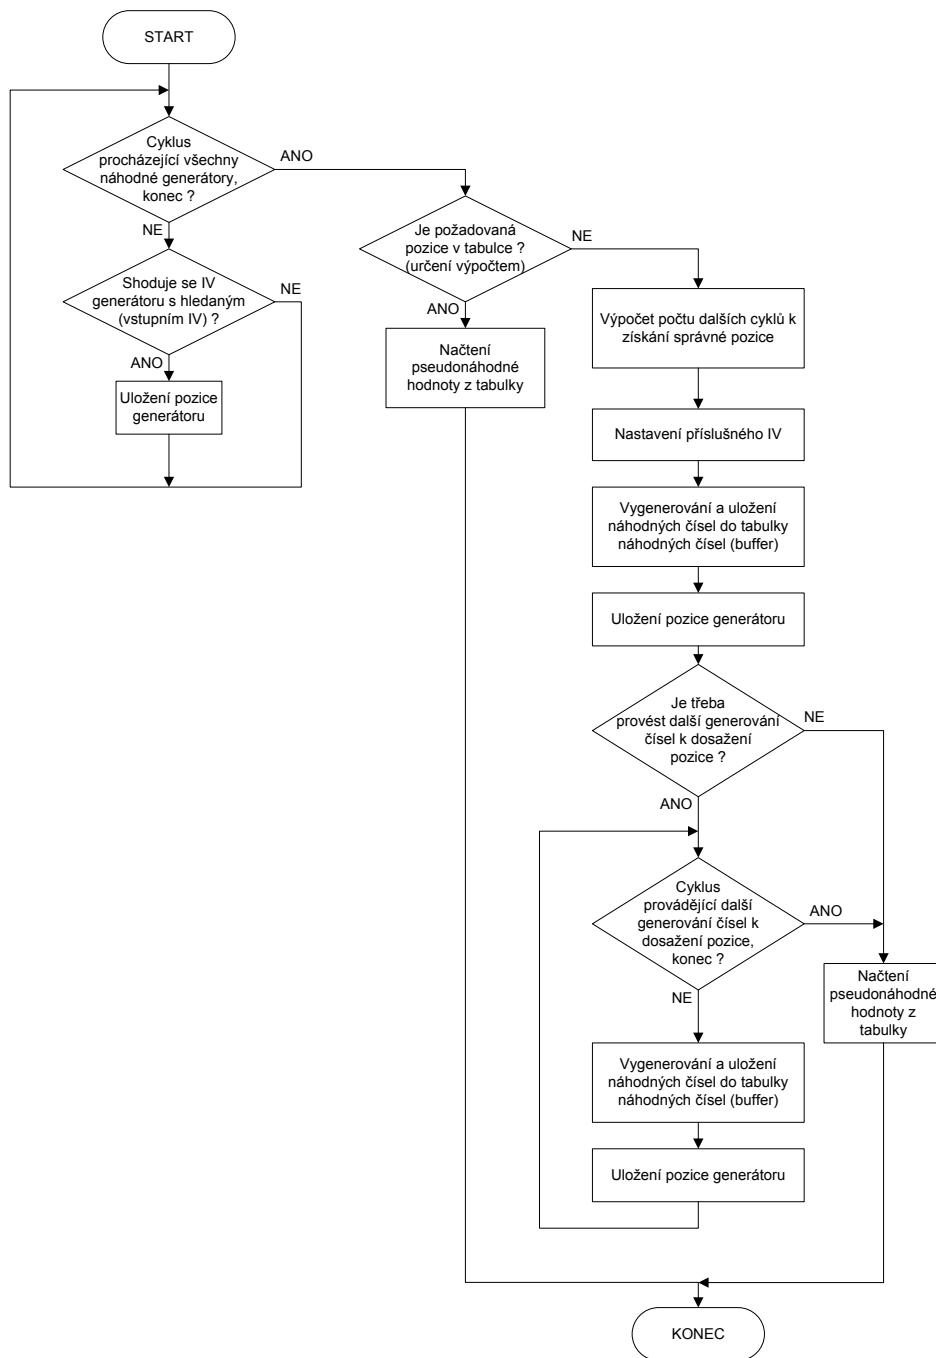 START
Cyklus
procházející všechny
náhodné generátory,
konec ?
ANO
NE
Shoduje se IV
generátoru s hledaným
(vstupním IV) ?
NE
ANO
Uložení pozice
generátoru
Je požadovaná
pozice v tabulce ?
(určení výpočtem)
NE
ANO
Načtení
pseudonáhodné
hodnoty z tabulky
Výpočet počtu dalších cyklů k
získání správné pozice
Nastavení příslušného IV
Vygenerování a uložení
náhodných čísel do tabulky
náhodných čísel (buffer)
Uložení pozice generátoru
Je třeba
provést další generování
čísel k dosažení
pozice ?
NE
ANO
Cyklus
provádějící další
generování čísel k
dosažení pozice,
konec ?
ANO
NE
Načtení
pseudonáhodné
hodnoty z
tabulky
Vygenerování a uložení
náhodných čísel do tabulky
náhodných čísel (buffer)
Uložení pozice generátoru
KONEC